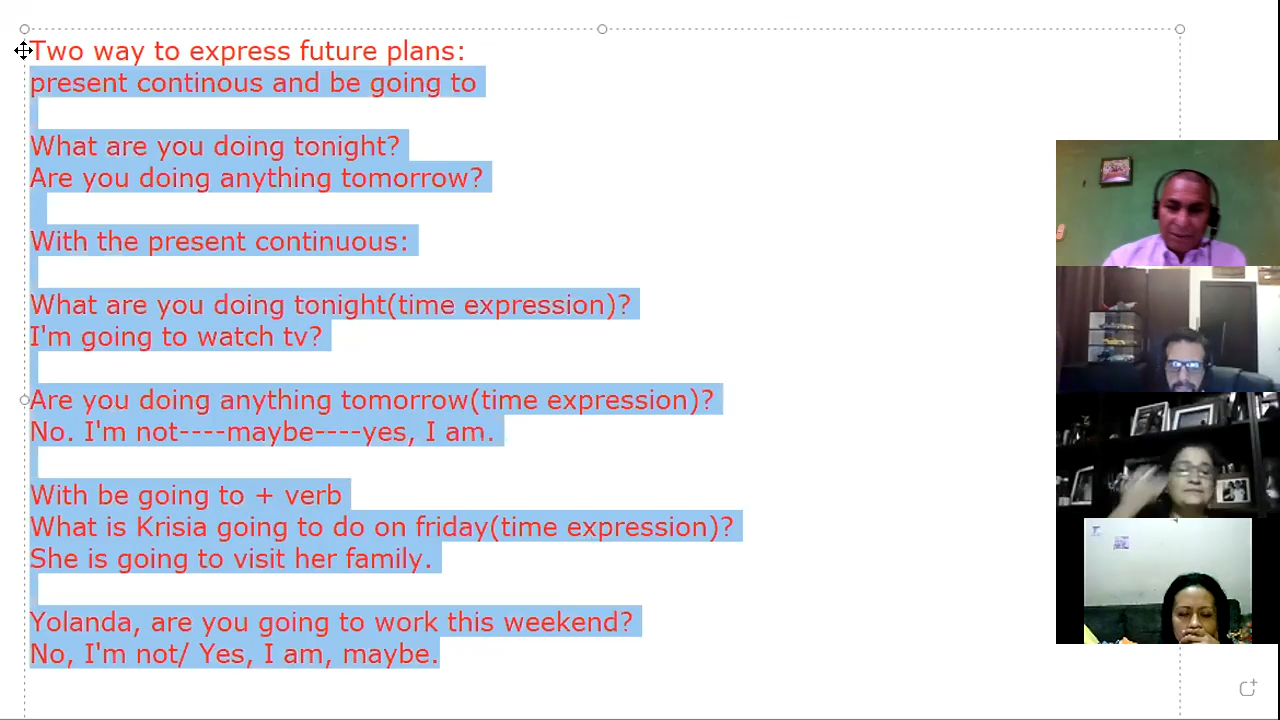 Two way to express future plans:
present continous and be going to
What are you doing tonight?
Are you doing anything tomorrow?
With the present continuous:
What are you doing tonight(time expression)?
I'm going to watch tv?
Are you doing anything tomorrow(time expression)?
No. I'm not----maybe----yes, I am.
With be going to + verb
What is Krisia going to do on friday(time expression)?
She is going to visit her family.
Yolanda, are you going to work this weekend?
No, I'm not/ Yes, I am, maybe.